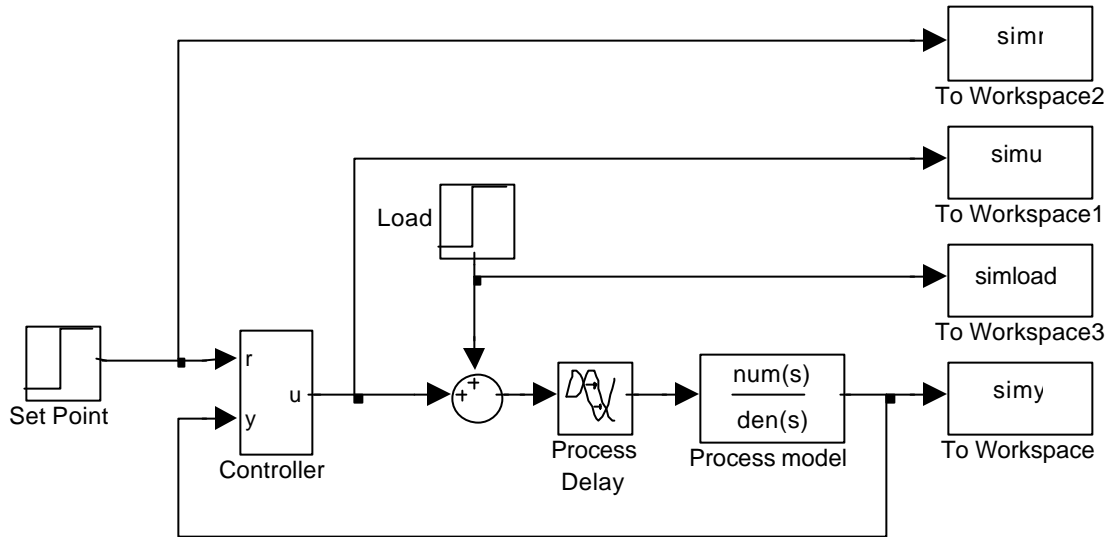 simr
To Workspace2
simu
To Workspace1
Load
simload
To Workspace3
Set Point
r
y
u
Controller
+
+
Process
Delay
num(s)
den(s)
Process model
simy
To Workspace